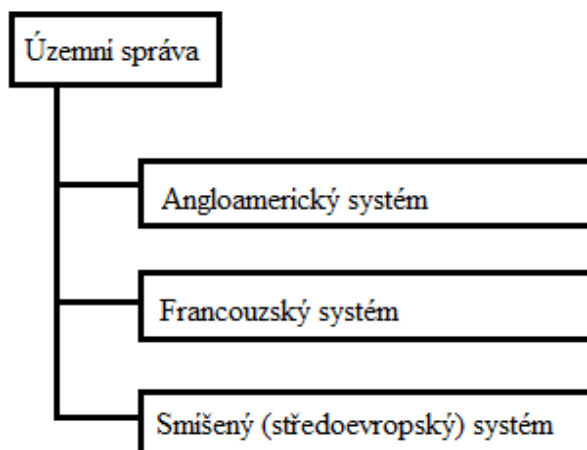 Územní správa
Angloamerický systém
Francouzský systém
Smíšený (středoevropský) systém